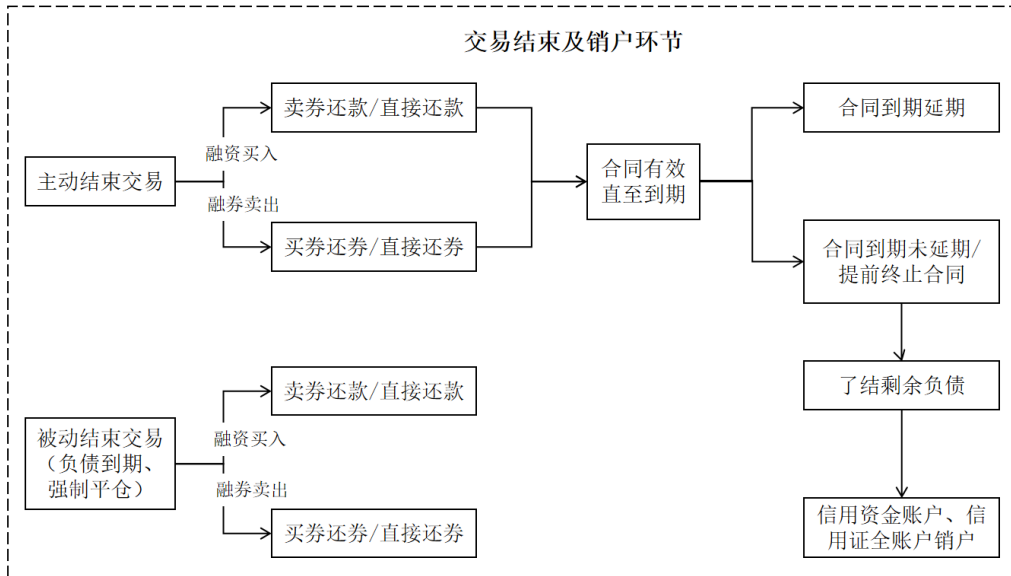 交易结束及销户环节
主动结束交易
融资买入
融券卖出
卖券还款/直接还款
买券还券/直接还券
合同有效
直至到期
合同到期延期
合同到期未延期/
提前终止合同
了结剩余负债
信用资金账户、信
用证全账户销户
被动结束交易
（负债到期、
强制平仓）
融资买入
融券卖出
卖券还款/直接还款
买券还券/直接还券